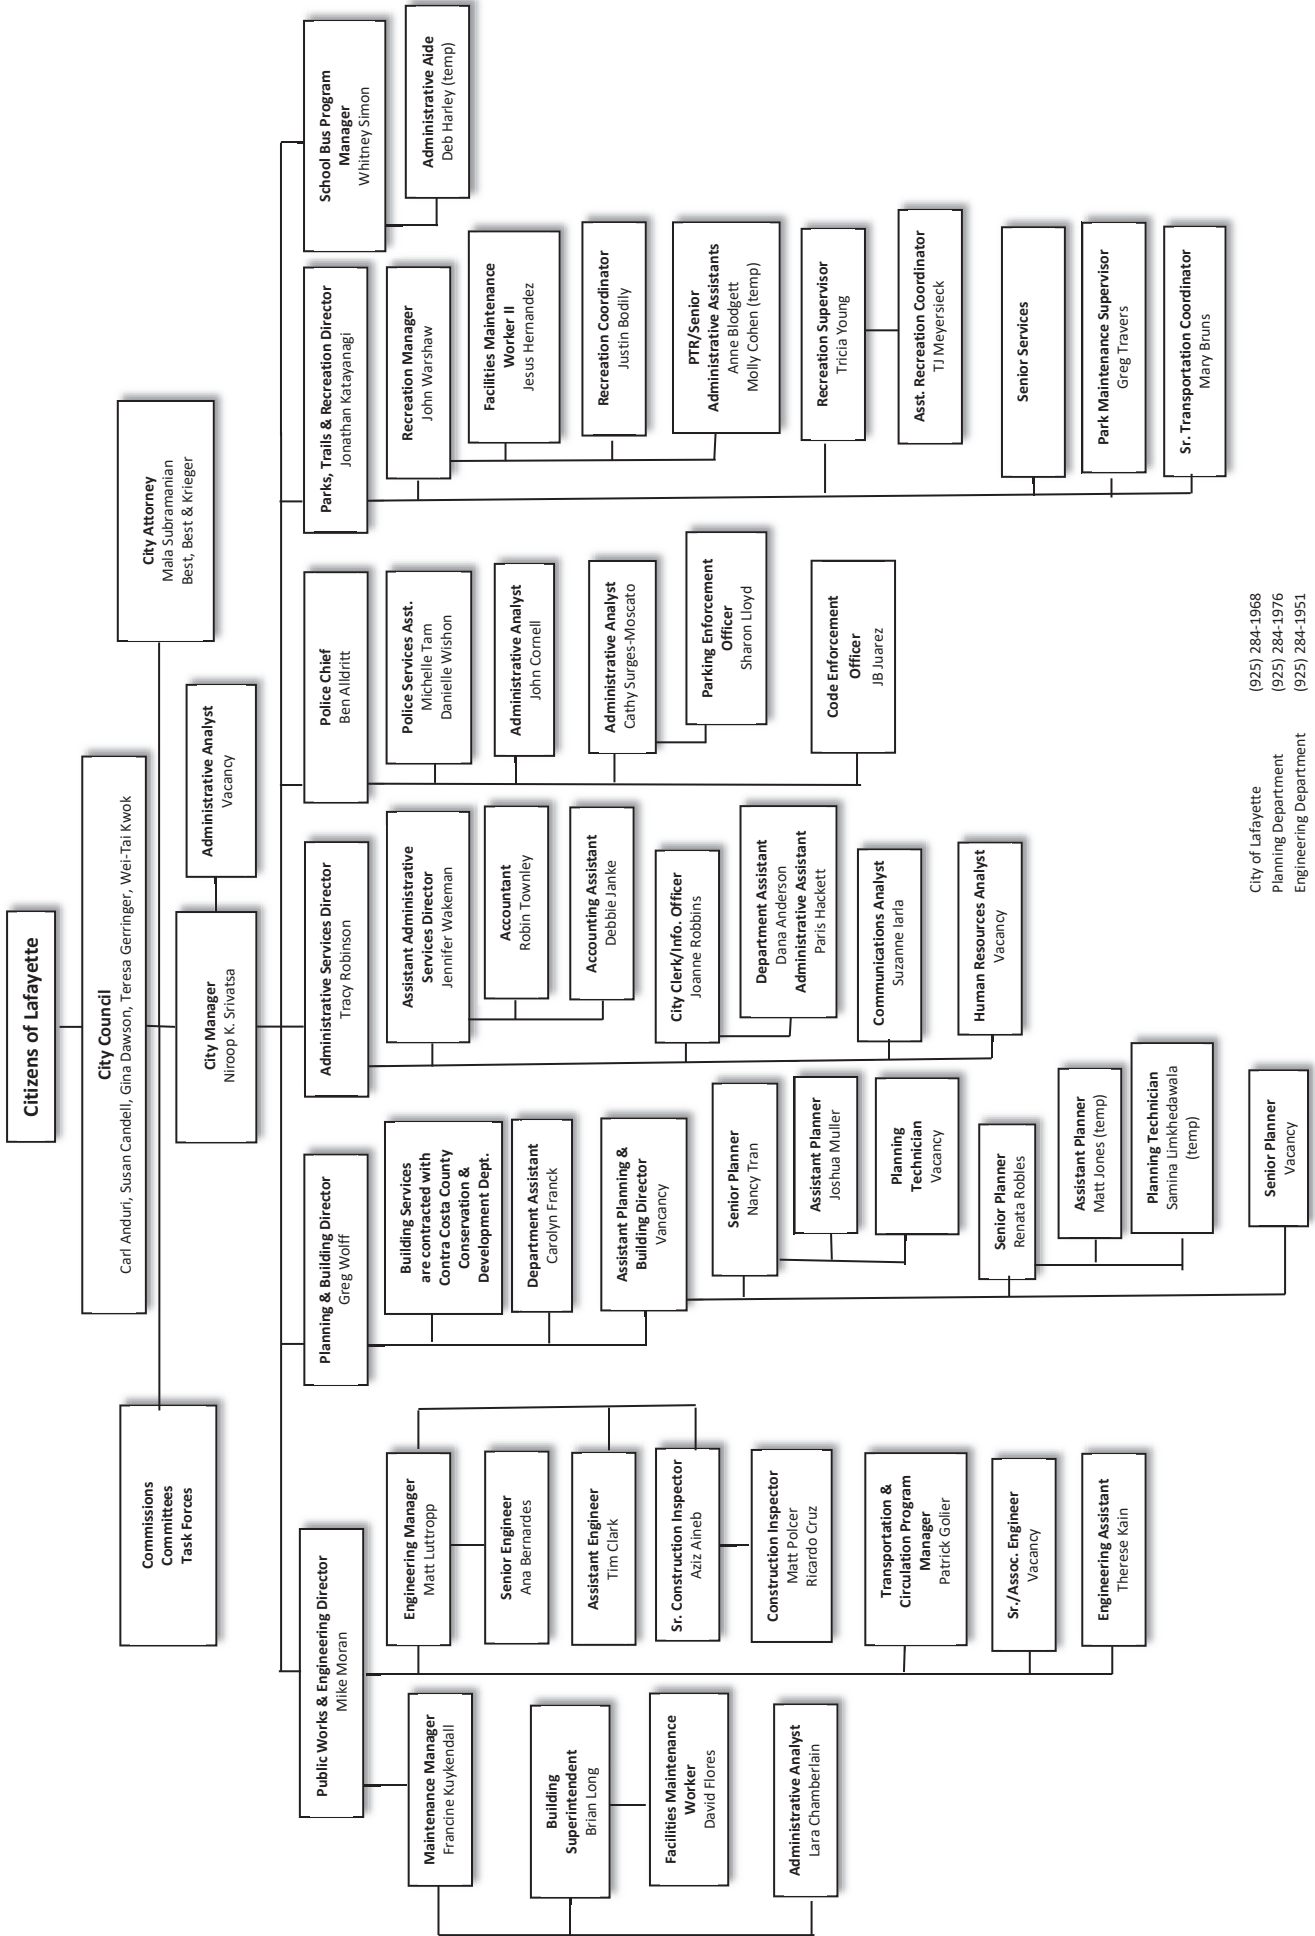 Citizens of Lafayette
City Council
Carl Anduri, Susan Candell, Gina Dawson, Teresa Gerringer, Wei-Tai Kwok
Commissions
Committees
Task Forces
City Attorney
Mala Subramanian
Best, Best & Krieger
City Manager
Niroop K. Srivatsa
Administrative Analyst
Vacancy
Public Works & Engineering Director
Mike Moran
Maintenance Manager
Francine Kuykendall
Building
Superintendent
Brian Long
Facilities Maintenance
Worker
David Flores
Administrative Analyst
Lara Chamberlain
Engineering Manager
Matt Luttropp
Senior Engineer
Ana Bernardes
Assistant Engineer
Tim Clark
Sr. Construction Inspector
Aziz Aineb
Construction Inspector
Matt Polcer
Ricardo Cruz
Transportation &
Circulation Program
Manager
Patrick Golier
Sr./Assoc. Engineer
Vacancy
Engineering Assistant
Therese Kain
Planning & Building Director
Greg Wolff
Building Services
are contracted with
Contra Costa County
Conservation &
Development Dept.
Department Assistant
Carolyn Franck
Assistant Planning &
Building Director
Vancancy
Senior Planner
Nancy Tran
Assistant Planner
Joshua Muller
Planning
Technician
Vacancy
Senior Planner
Renata Robles
Assistant Planner
Matt Jones (temp)
Planning Technician
Samina Limkhedawala
(temp)
Senior Planner
Vacancy
Administrative Services Director
Tracy Robinson
Assistant Administrative
Services Director
Jennifer Wakeman
Accountant
Robin Townley
Accounting Assistant
Debbie Janke
City Clerk/Info. Officer
Joanne Robbins
Department Assistant
Dana Anderson
Administrative Assistant
Paris Hackett
Communications Analyst
Suzanne Iarla
Human Resources Analyst
Vacancy
Police Chief
Ben Alldritt
Police Services Asst.
Michelle Tam
Danielle Wishon
Administrative Analyst
John Cornell
Administrative Analyst
Cathy Surges-Moscato
Parking Enforcement
Officer
Sharon Lloyd
Code Enforcement
Officer
JB Juarez
Parks, Trails & Recreation Director
Jonathan Katayanagi
Recreation Manager
John Warshaw
Facilities Maintenance
Worker II
Jesus Hernandez
Recreation Coordinator
Justin Bodily
PTR/Senior
Administrative Assistants
Anne Blodgett
Molly Cohen (temp)
Recreation Supervisor
Tricia Young
Asst. Recreation Coordinator
TJ Meyersieck
Senior Services
Park Maintenance Supervisor
Greg Travers
Sr. Transportation Coordinator
Mary Bruns
School Bus Program
Manager
Whitney Simon
Administrative Aide
Deb Harley (temp)
City of Lafayette (925) 284-1968
Planning Department (925) 284-1976
Engineering Department (925) 284-1951